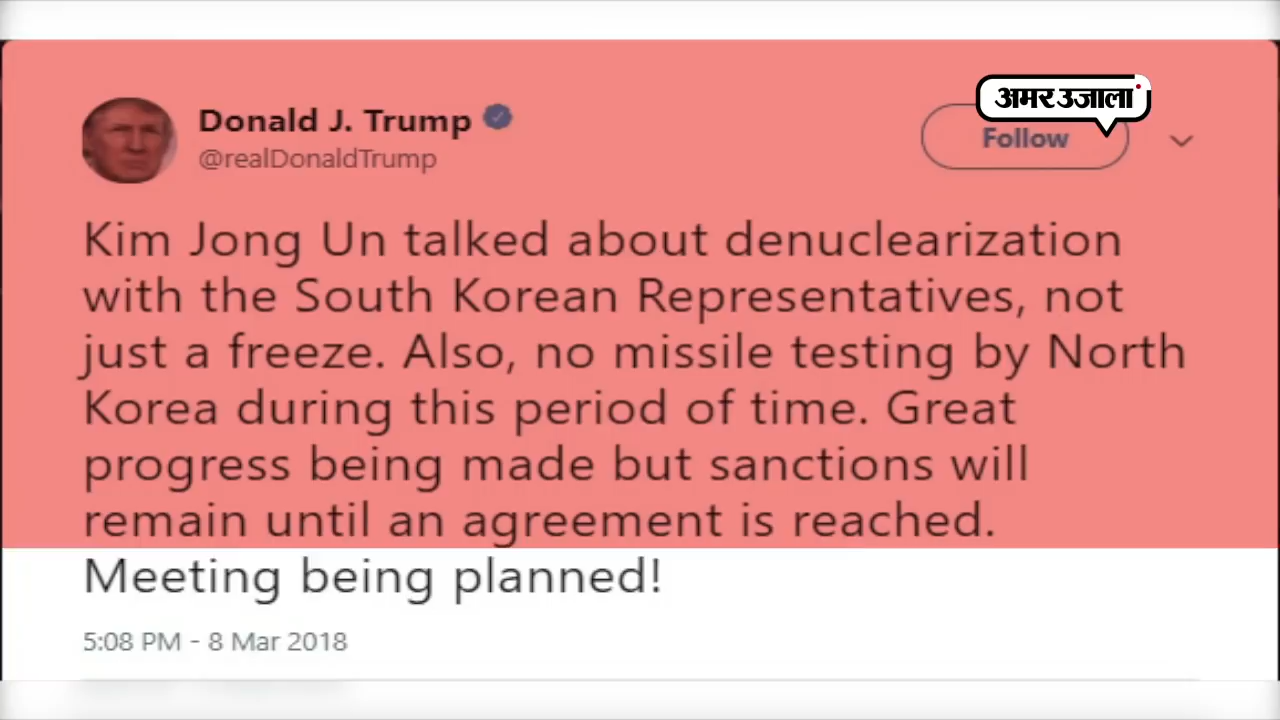 अमर उजाला
Donald J. Trump
@realDonaldTrump
Follow
Kim Jong Un talked about denuclearization
with the South Korean Representatives, not
just a freeze. Also, no missile testing by North
Korea during this period of time. Great
progress being made but sanctions will
remain until an agreement is reached.
Meeting being planned!
5:08 PM - 8 Mar 2018